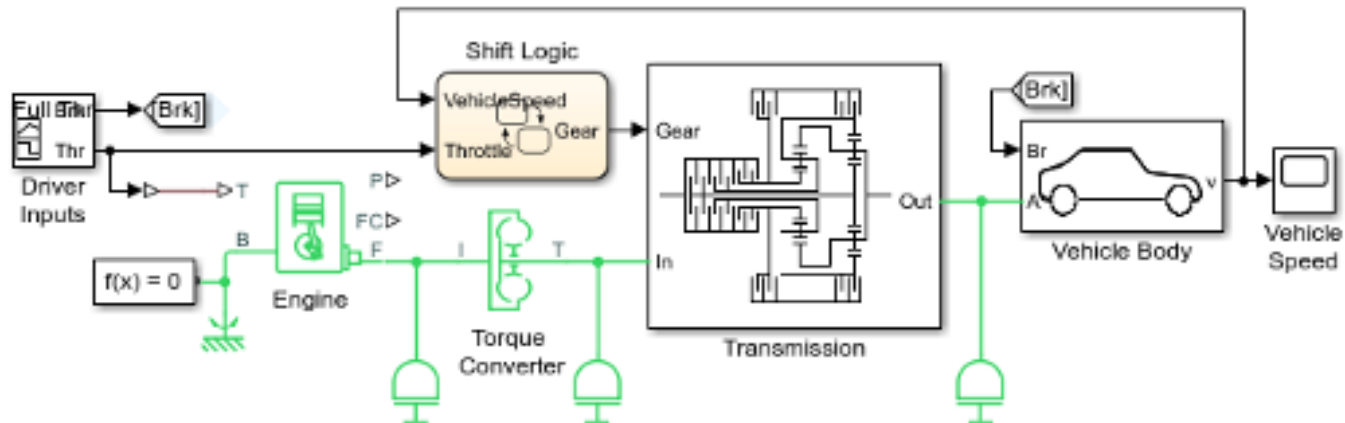 Shift Logic
VehicleSpeed
Throttle
Gear
[Brk]
Thr
Driver
Inputs
T
P
FC
F
B
f(x) = 0
Engine
I
T
Torque
Converter
Gear
In
Out
Transmission
[Brk]
Br
A
v
Vehicle Body
Vehicle
Speed